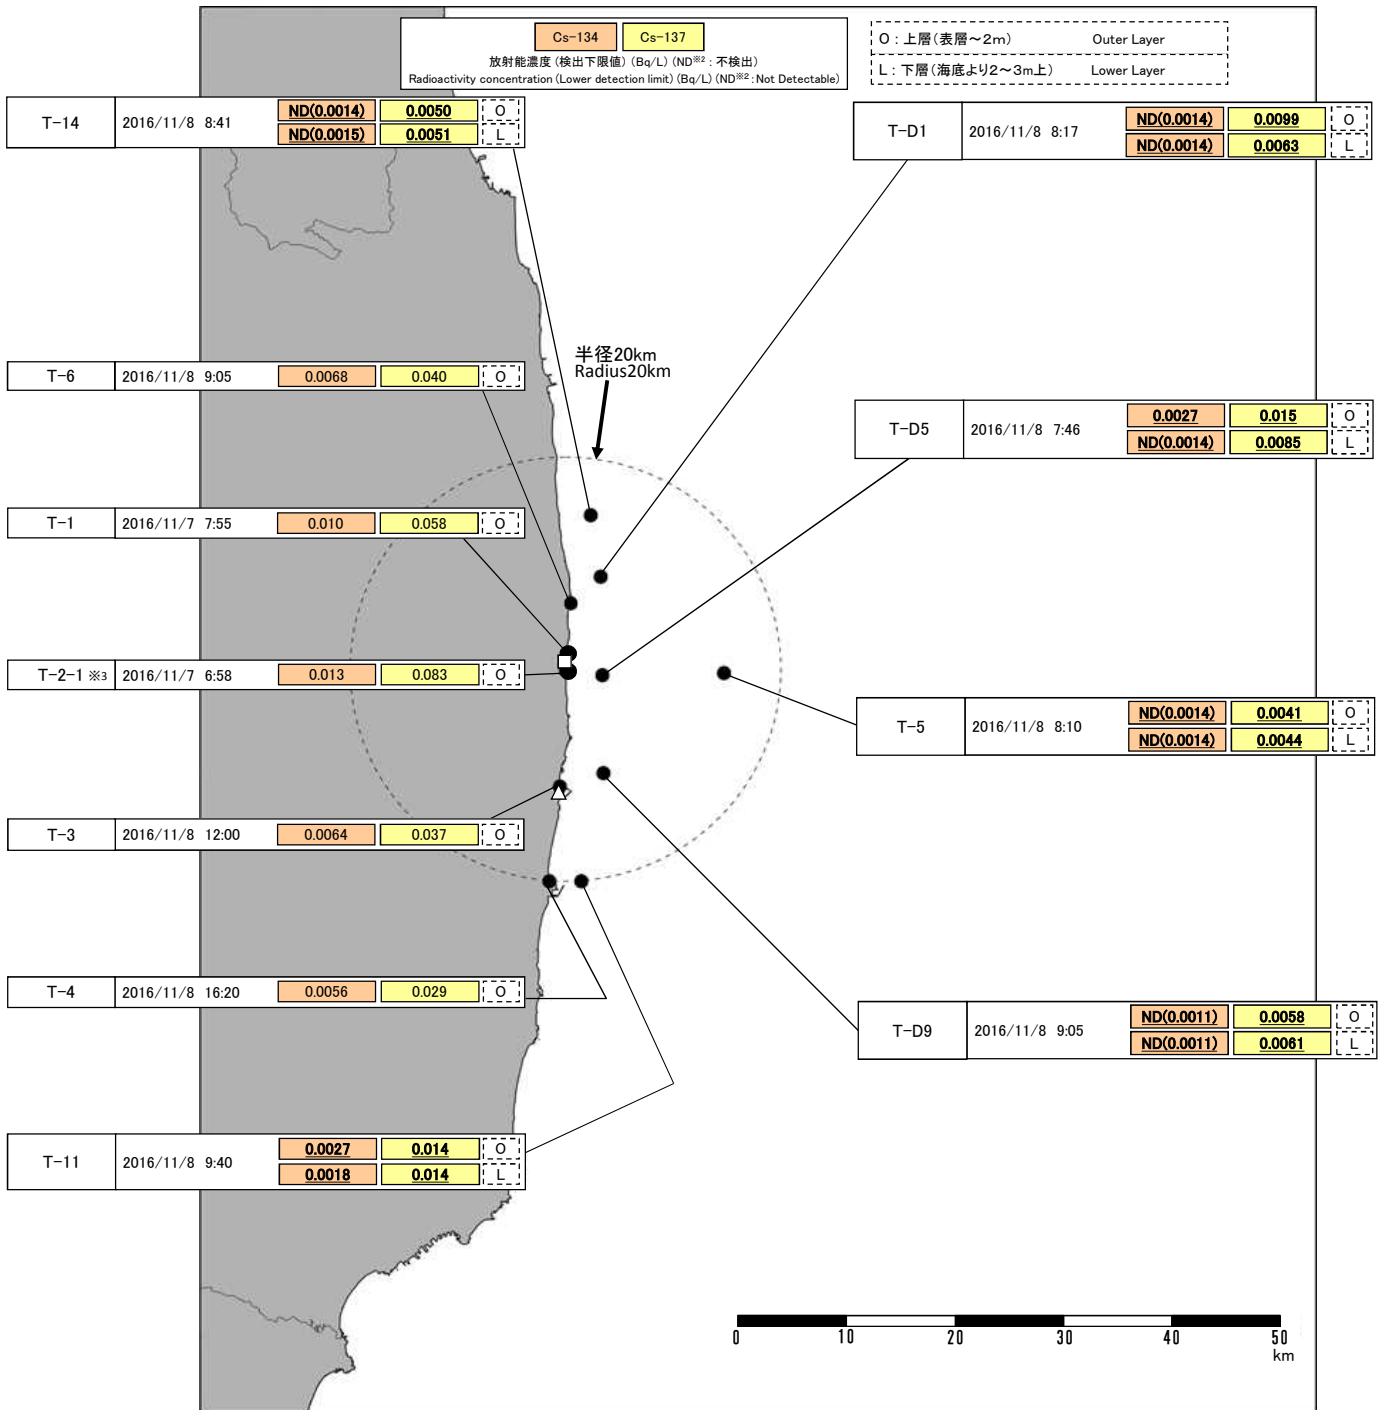 Cs-134 Cs-137
放射能濃度(検出下限値)(Bq/L)(ND※2:不検出)
Radioactivity concentration(Lower detection limit)(Bq/L)(ND※2:Not Detectable)
O:上層(表層～2m) Outer Layer
L:下層(海底より2～3m上) Lower Layer
T-14 2016/11/8 8:41 ND(0.0014) 0.0050 O
ND(0.0015) 0.0051 L
T-D1 2016/11/8 8:17 ND(0.0014) 0.0099 O
ND(0.0014) 0.0063 L
半径20km
Radius20km
T-6 2016/11/8 9:05 0.0068 0.040 O
T-D5 2016/11/8 7:46 0.0027 0.015 O
ND(0.0014) 0.0085 L
T-1 2016/11/7 7:55 0.010 0.058 O
T-2-1 ※3 2016/11/7 6:58 0.013 0.083 O
T-5 2016/11/8 8:10 ND(0.0014) 0.0041 O
ND(0.0014) 0.0044 L
T-3 2016/11/8 12:00 0.0064 0.037 O
T-4 2016/11/8 16:20 0.0056 0.029 O
T-D9 2016/11/8 9:05 ND(0.0011) 0.0058 O
ND(0.0011) 0.0061 L
T-11 2016/11/8 9:40 0.0027 0.014 O
0.0018 0.014 L
0 10 20 30 40 50
km